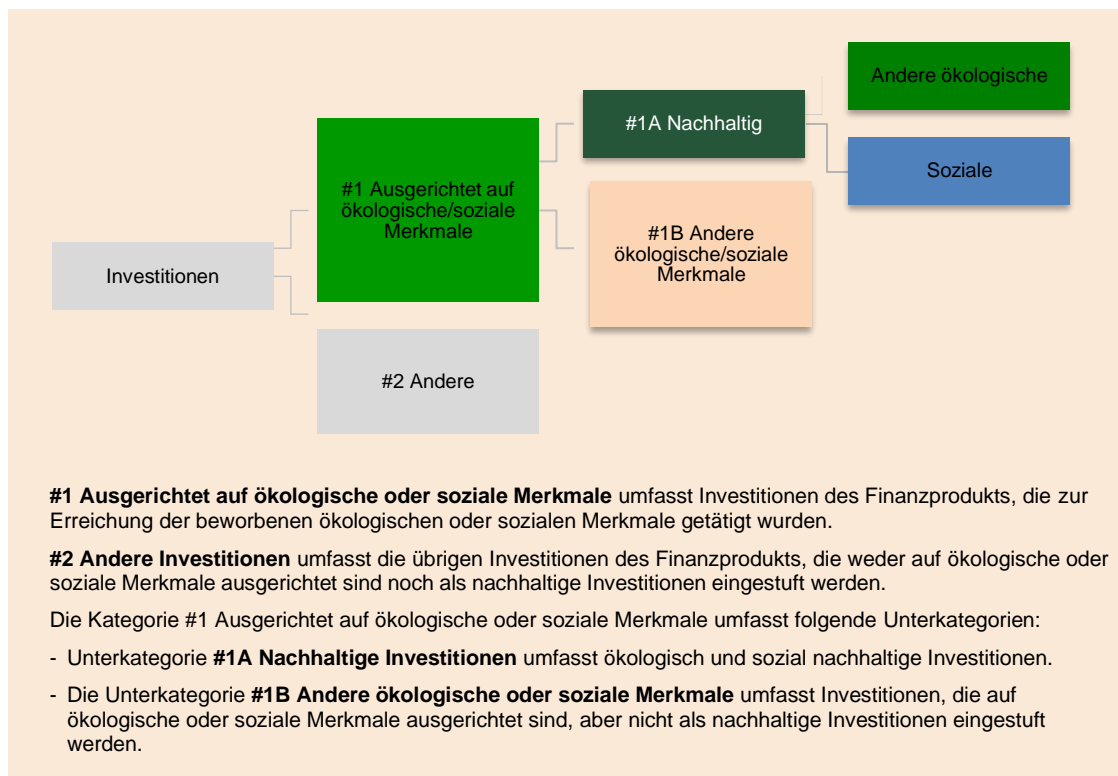 Andere ökologische
#1A Nachhaltig
Soziale
#1 Ausgerichtet auf
ökologische/soziale
Merkmale
#1B Andere
ökologische/soziale
Merkmale
Investitionen
#2 Andere
#1 Ausgerichtet auf ökologische oder soziale Merkmale umfasst Investitionen des Finanzprodukts, die zur
Erreichung der beworbenen ökologischen oder sozialen Merkmale getätigt wurden.
#2 Andere Investitionen umfasst die übrigen Investitionen des Finanzprodukts, die weder auf ökologische oder
soziale Merkmale ausgerichtet sind noch als nachhaltige Investitionen eingestuft werden.
Die Kategorie #1 Ausgerichtet auf ökologische oder soziale Merkmale umfasst folgende Unterkategorien:
- Unterkategorie #1A Nachhaltige Investitionen umfasst ökologisch und sozial nachhaltige Investitionen.
- Die Unterkategorie #1B Andere ökologische oder soziale Merkmale umfasst Investitionen, die auf
ökologische oder soziale Merkmale ausgerichtet sind, aber nicht als nachhaltige Investitionen eingestuft
werden.